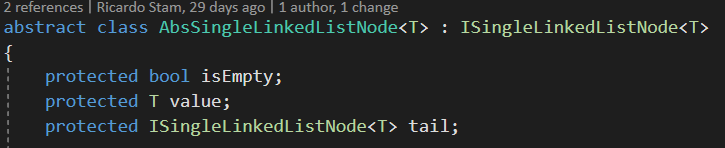 2 references | Ricardo Stam, 29 days ago | 1 author, 1 change
abstract class AbsSingleLinkedListNode<T> : ISingleLinkedListNode<T>
{
protected bool isEmpty;
protected T value;
protected ISingleLinkedListNode<T> tail;